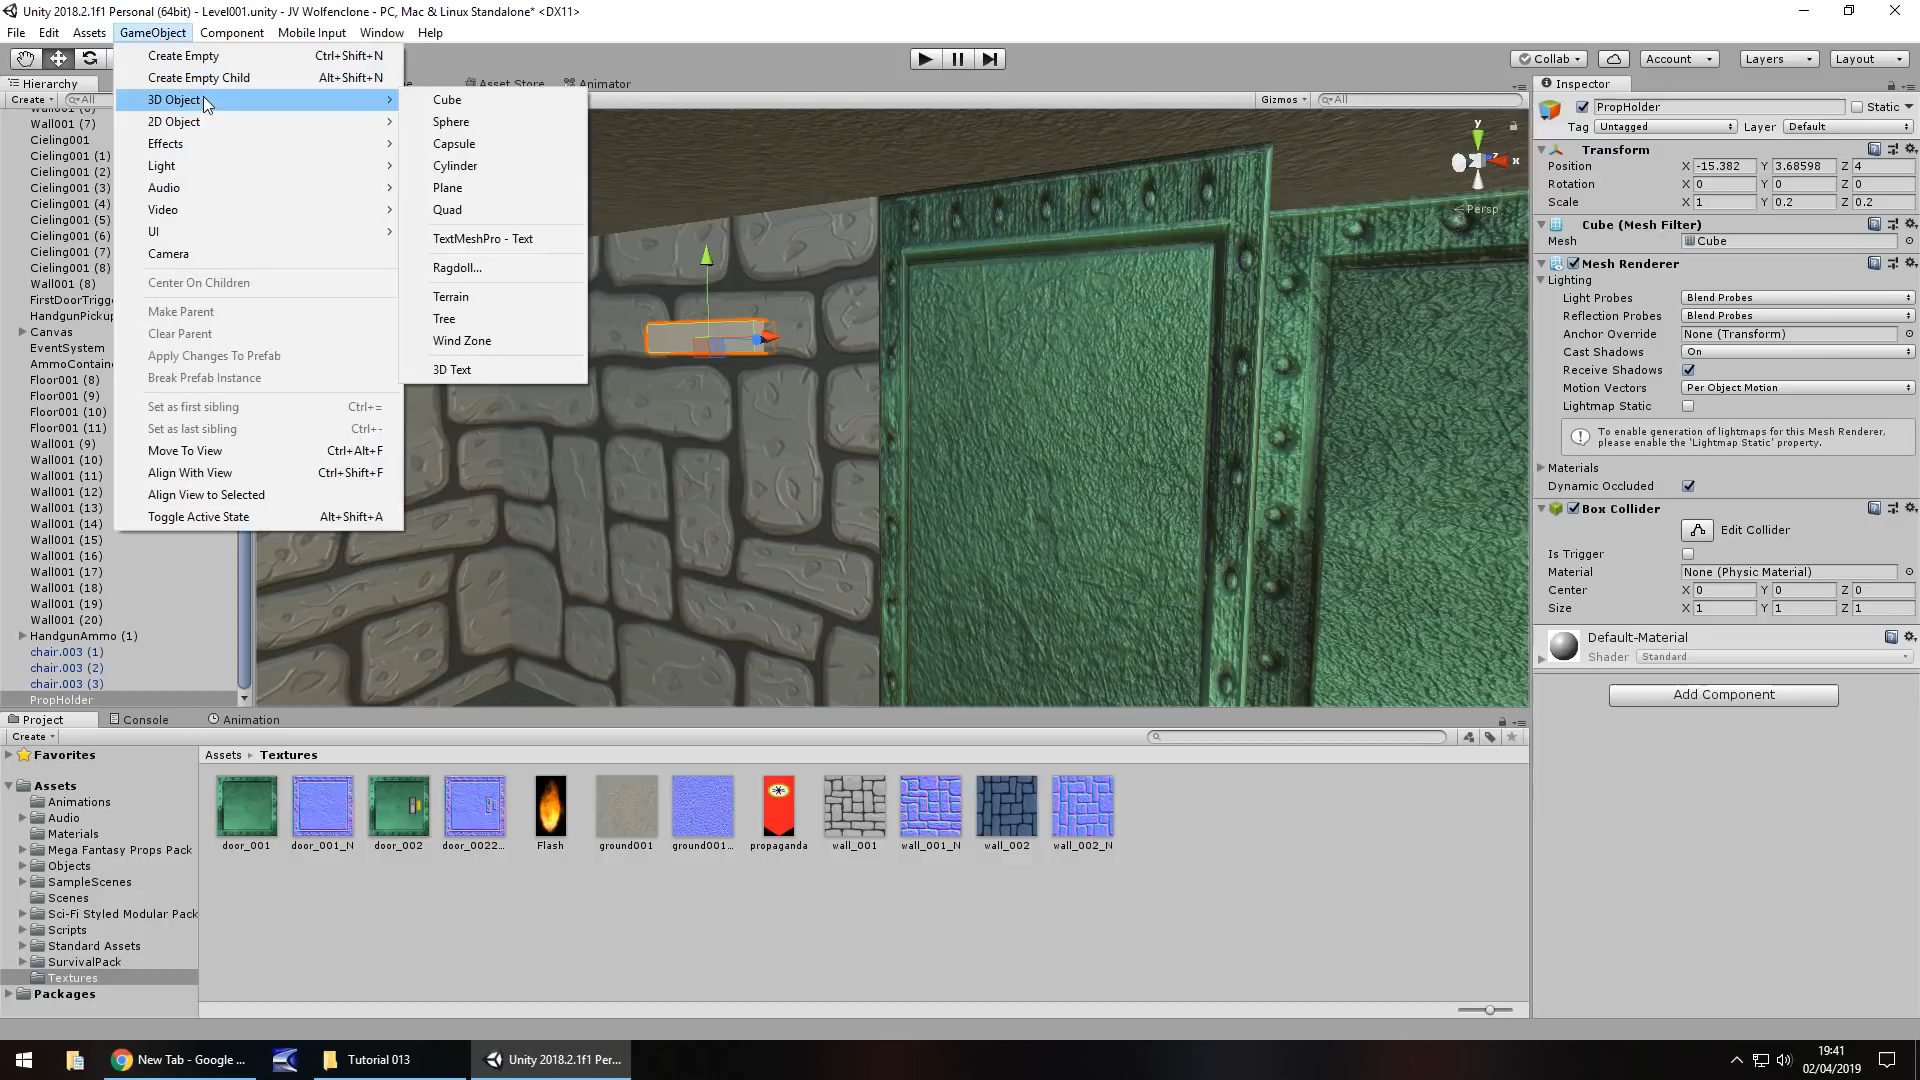 Unity 2018.2.1f1 Personal (64bit) - Level001.unity - JV Wolfenclone - PC, Mac & Linux Standalone* <DX11>
File Edit Assets GameObject Component Mobile Input Window Help
Collab Account Layers Layout
Create Empty Ctrl+Shift+N
Create Empty Child Alt+Shift+N
3D Object
2D Object
Effects
Light
Audio
Video
UI
Camera
Center On Children
Make Parent
Clear Parent
Apply Changes To Prefab
Break Prefab Instance
Set as first sibling Ctrl+=
Set as last sibling Ctrl+-
Move To View Ctrl+Alt+F
Align With View Ctrl+Shift+F
Align View to Selected
Toggle Active State Alt+Shift+A
Cube
Sphere
Capsule
Cylinder
Plane
Quad
TextMeshPro - Text
Ragdoll...
Terrain
Tree
Wind Zone
3D Text
Hierarchy
Create All
Wall001 (7)
Cieling001
Cieling001 (1)
Cieling001 (2)
Cieling001 (3)
Cieling001 (4)
Cieling001 (5)
Cieling001 (6)
Cieling001 (7)
Cieling001 (8)
Wall001 (8)
FirstDoorTrigge
HandgunPickup
Canvas
EventSystem
AmmoContainer
Floor001 (8)
Floor001 (9)
Floor001 (10)
Floor001 (11)
Wall001 (9)
Wall001 (10)
Wall001 (11)
Wall001 (12)
Wall001 (13)
Wall001 (14)
Wall001 (15)
Wall001 (16)
Wall001 (17)
Wall001 (18)
Wall001 (19)
Wall001 (20)
HandgunAmmo (1)
chair.003 (1)
chair.003 (2)
chair.003 (3)
PropHolder
Asset Store Animator
Gizmos All
y
x
z
Persp
Inspector
PropHolder Static
Tag Untagged Layer Default
Transform
Position X -15.382 Y 3.68598 Z 4
Rotation X 0 Y 0 Z 0
Scale X 1 Y 0.2 Z 0.2
Cube (Mesh Filter)
Mesh Cube
Mesh Renderer
Lighting
Light Probes Blend Probes
Reflection Probes Blend Probes
Anchor Override None (Transform)
Cast Shadows On
Receive Shadows
Motion Vectors Per Object Motion
Lightmap Static
To enable generation of lightmaps for this Mesh Renderer,
please enable the 'Lightmap Static' property.
Materials
Dynamic Occluded
Box Collider
Edit Collider
Is Trigger
Material None (Physic Material)
Center X 0 Y 0 Z 0
Size X 1 Y 1 Z 1
Default-Material
Shader Standard
Add Component
Project Console Animation
Create
Favorites
Assets
Animations
Audio
Materials
Mega Fantasy Props Pack
Objects
SampleScenes
Scenes
Sci-Fi Styled Modular Pack
Scripts
Standard Assets
SurvivalPack
Textures
Packages
Assets Textures
door_001 door_001_N door_002 door_0022... Flash ground001 ground001... propaganda wall_001 wall_001_N wall_002 wall_002_N
New Tab - Google ... Tutorial 013 Unity 2018.2.1f1 Per...
19:41
02/04/2019